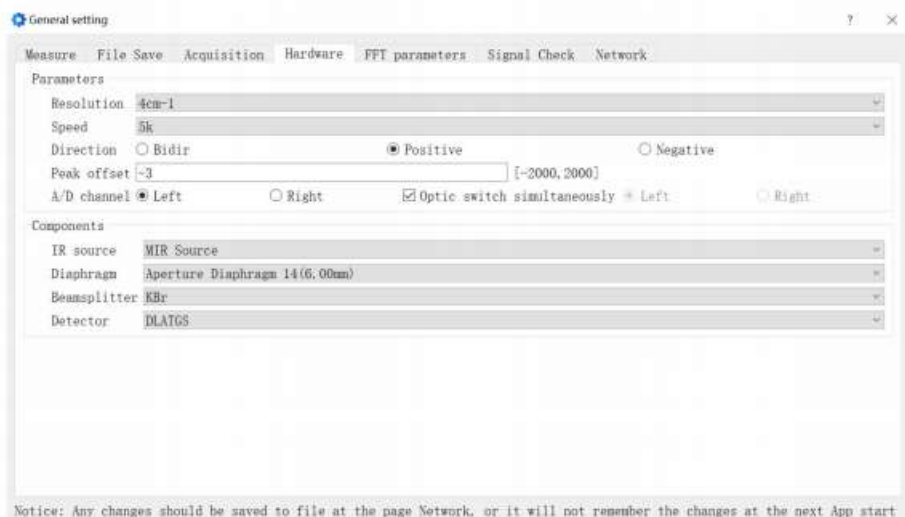 General setting ? ×
Measure File Save Acquisition Hardware FFT parameters Signal Check Network
Parameters
Resolution 4cm-1
Speed 5k
Direction Bidir Positive Negative
Peak offset -3 [-2000,2000]
A/D channel Left Right Optic switch simultaneously Left Right
Components
IR source MIR Source
Diaphragm Aperture Diaphragm 14(6.00mm)
Beamsplitter KBr
Detector DLATGS
Notice: Any changes should be saved to file at the page Network, or it will not remember the changes at the next App start